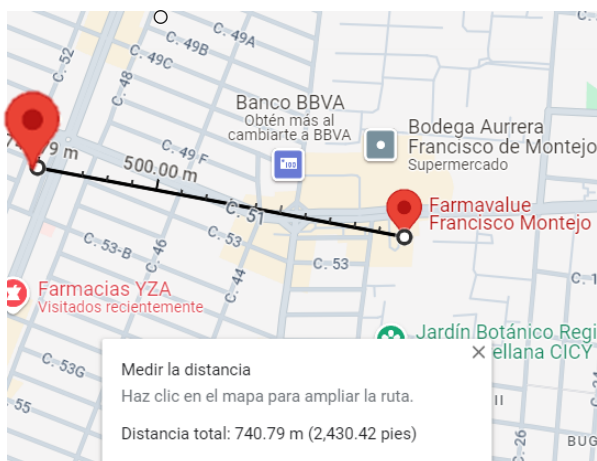 C. 52
C. 49A
C. 49B
C. 49C
C. 48
Banco BBVA
Obtén más al
cambiarte a BBVA
Bodega Aurrera
Francisco de Montejo
Supermercado
C. 49 F
79 m
500.00 m
C. 51
Farmavalue
Francisco Montejo
C. 53-B
C. 46
C. 53
C. 44
C. 53
C. 1
Farmacias YZA
Visitados recientemente
Jardín Botánico Regi
ellana CICY
C. 53G
55
Medir la distancia
Haz clic en el mapa para ampliar la ruta.
Distancia total: 740.79 m (2,430.42 pies)
C. 26
BUG